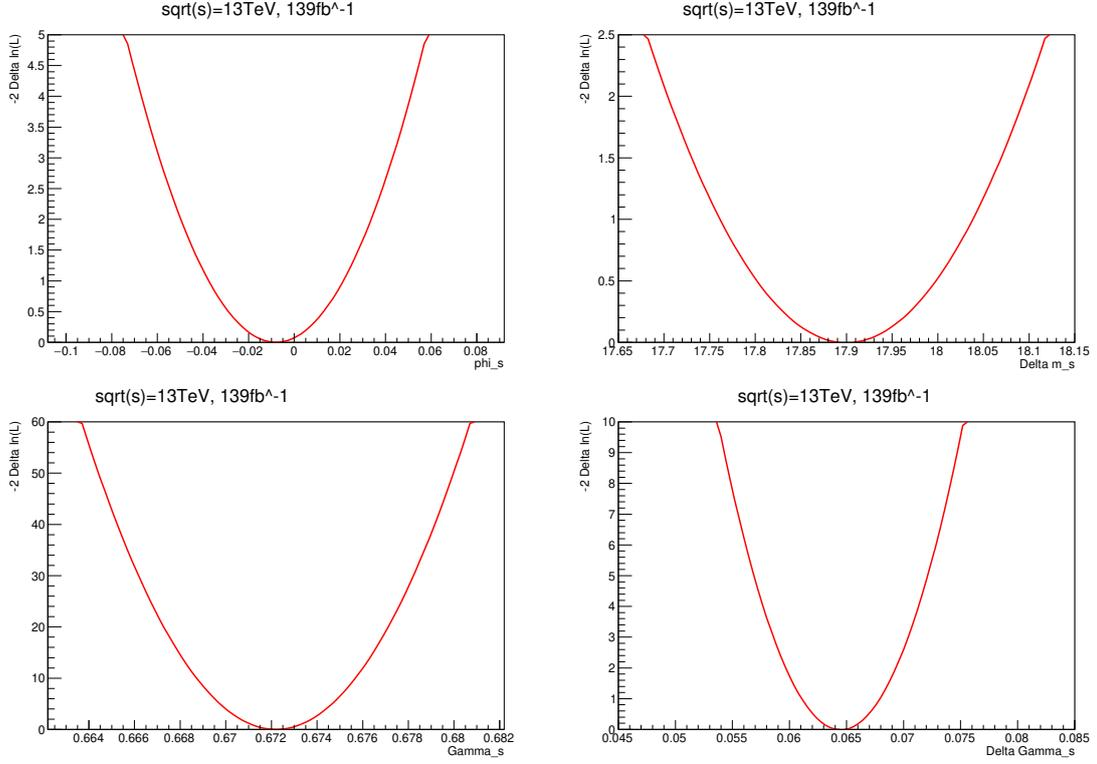 sqrt(s)=13TeV, 139fb^-1
-2 Delta ln(L)
5
4.5
4
3.5
3
2.5
2
1.5
1
0.5
0
−0.1 −0.08 −0.06 −0.04 −0.02 0 0.02 0.04 0.06 0.08
phi_s
sqrt(s)=13TeV, 139fb^-1
-2 Delta ln(L)
2.5
2
1.5
1
0.5
0
17.65 17.7 17.75 17.8 17.85 17.9 17.95 18 18.05 18.1 18.15
Delta m_s
sqrt(s)=13TeV, 139fb^-1
-2 Delta ln(L)
60
50
40
30
20
10
0
0.664 0.666 0.668 0.67 0.672 0.674 0.676 0.678 0.68 0.682
Gamma_s
sqrt(s)=13TeV, 139fb^-1
-2 Delta ln(L)
10
9
8
7
6
5
4
3
2
1
0
0.045 0.05 0.055 0.06 0.065 0.07 0.075 0.08 0.085
Delta Gamma_s